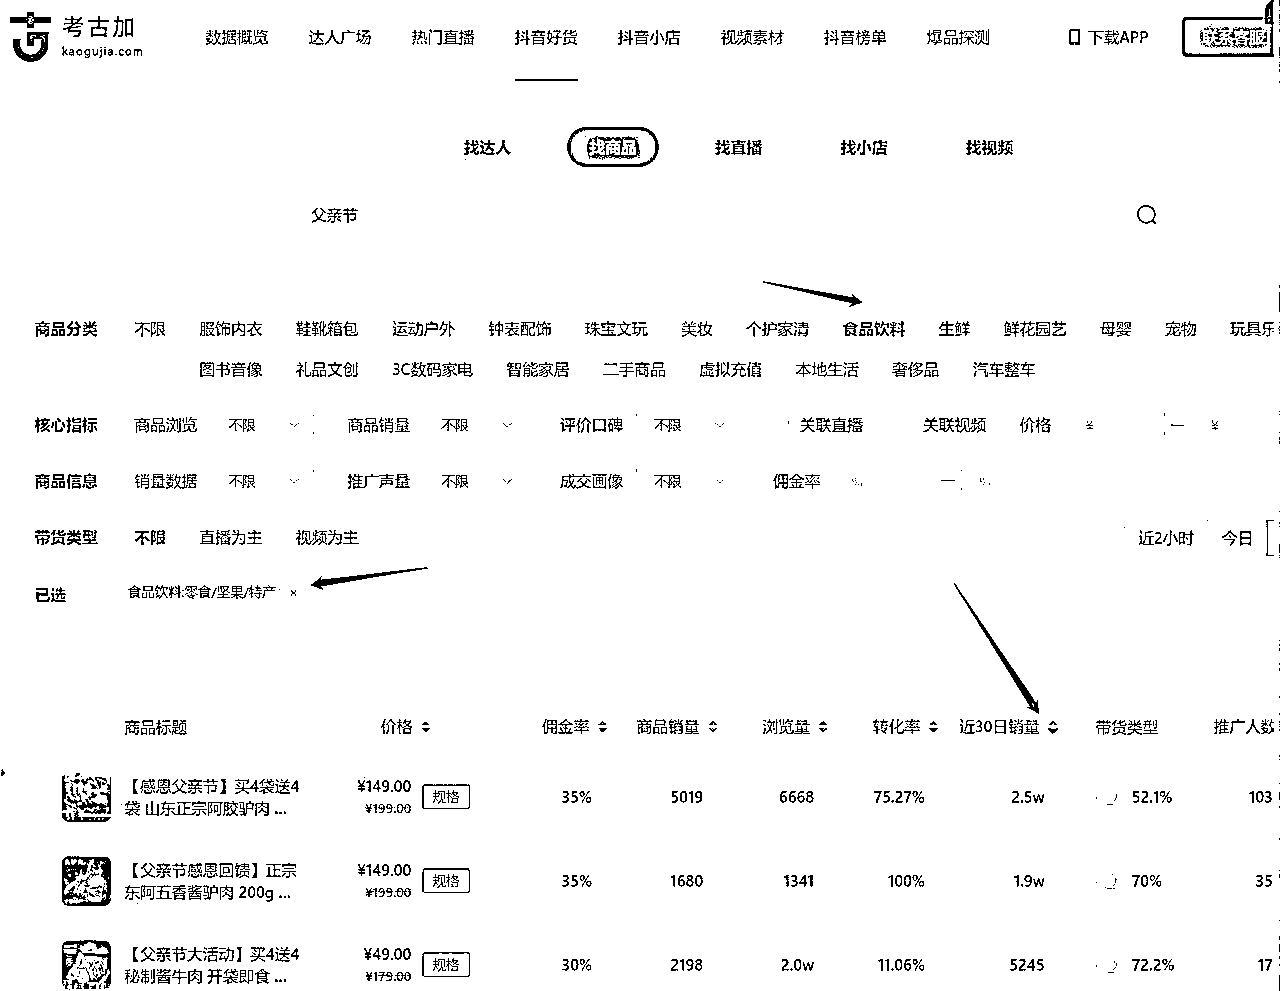 考古加
kaogujia.com
数据概览 达人广场 热门直播 抖音好货 抖音小店 视频素材 抖音榜单 爆品探测 下载APP 联系客服
找达人 找商品 找直播 找小店 找视频
父亲节
商品分类 不限 服饰内衣 鞋靴箱包 运动户外 钟表配饰 珠宝文玩 美妆 个护家清 食品饮料 生鲜 鲜花园艺 母婴 宠物 玩具乐
图书音像 礼品文创 3C数码家电 智能家居 二手商品 虚拟充值 本地生活 奢侈品 汽车整车
核心指标 商品浏览 不限 商品销量 不限 评价口碑 不限 关联直播 关联视频 价格 ¥ — ¥
商品信息 销量数据 不限 推广声量 不限 成交画像 不限 佣金率 % — %
带货类型 不限 直播为主 视频为主 近2小时 今日
已选 食品饮料:零食/坚果/特产 ×
商品标题 价格 佣金率 商品销量 浏览量 转化率 近30日销量 带货类型 推广人数
【感恩父亲节】买4袋送4 ¥149.00
袋 山东正宗阿胶驴肉 ... ¥199.00 规格 35% 5019 6668 75.27% 2.5w 52.1% 103
【父亲节感恩回馈】正宗 ¥149.00
东阿五香酱驴肉 200g ... ¥199.00 规格 35% 1680 1341 100% 1.9w 70% 35
【父亲节大活动】买4送4 ¥49.00
秘制酱牛肉 开袋即食 ... ¥179.00 规格 30% 2198 2.0w 11.06% 5245 72.2% 17